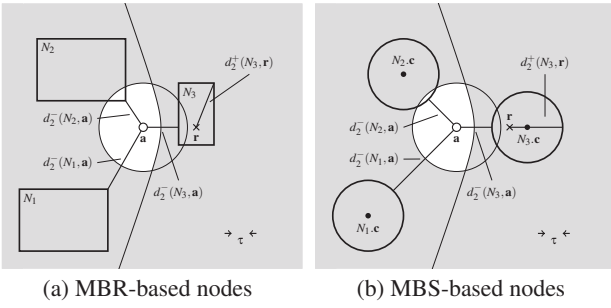 N₂
N₃
d₂⁺(N₃, r)
d₂⁻(N₂, a)
a
r
d₂⁻(N₁, a)
d₂⁻(N₃, a)
N₁
τ
(a) MBR-based nodes
N₂.c
d₂⁺(N₃, r)
d₂⁻(N₂, a)
r
a
N₃.c
d₂⁻(N₁, a)
d₂⁻(N₃, a)
N₁.c
τ
(b) MBS-based nodes